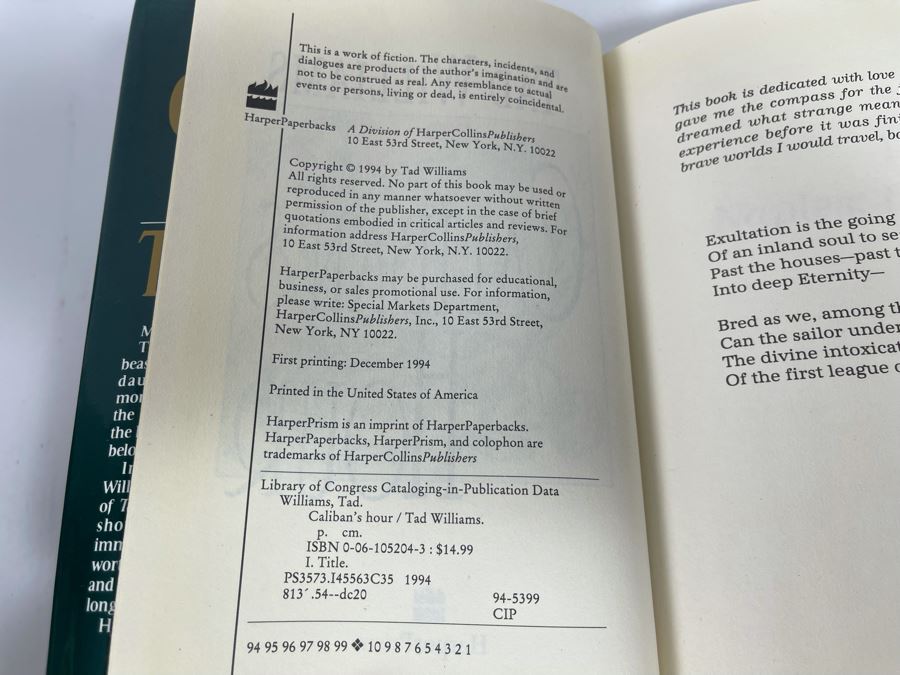 This is a work of fiction. The characters, incidents, and
dialogues are products of the author's imagination and are
not to be construed as real. Any resemblance to actual
events or persons, living or dead, is entirely coincidental.
HarperPaperbacks
A Division of HarperCollinsPublishers
10 East 53rd Street, New York, N.Y. 10022
Copyright © 1994 by Tad Williams
All rights reserved. No part of this book may be used or
reproduced in any manner whatsoever without written
permission of the publisher, except in the case of brief
quotations embodied in critical articles and reviews. For
information address HarperCollinsPublishers,
10 East 53rd Street, New York, N.Y. 10022.
HarperPaperbacks may be purchased for educational,
business, or sales promotional use. For information,
please write: Special Markets Department,
HarperCollinsPublishers, Inc., 10 East 53rd Street,
New York, NY 10022.
First printing: December 1994
Printed in the United States of America
HarperPrism is an imprint of HarperPaperbacks.
HarperPaperbacks, HarperPrism, and colophon are
trademarks of HarperCollinsPublishers
Library of Congress Cataloging-in-Publication Data
Williams, Tad.
Caliban's hour / Tad Williams.
p. cm.
ISBN 0-06-105204-3 : $14.99
I. Title.
PS3573.I45563C35 1994
813´.54--dc20
94-5399
CIP
94 95 96 97 98 99 ❖ 10 9 8 7 6 5 4 3 2 1
This book is dedicated with love
gave me the compass for the
dreamed what strange
experience before it was
brave worlds I would travel,
Exultation is the going
Of an inland soul to
Past the houses—past
Into deep Eternity—
Bred as we, among
Can the sailor
The divine
Of the first league
T
M
T
the
the
In
of
and
H